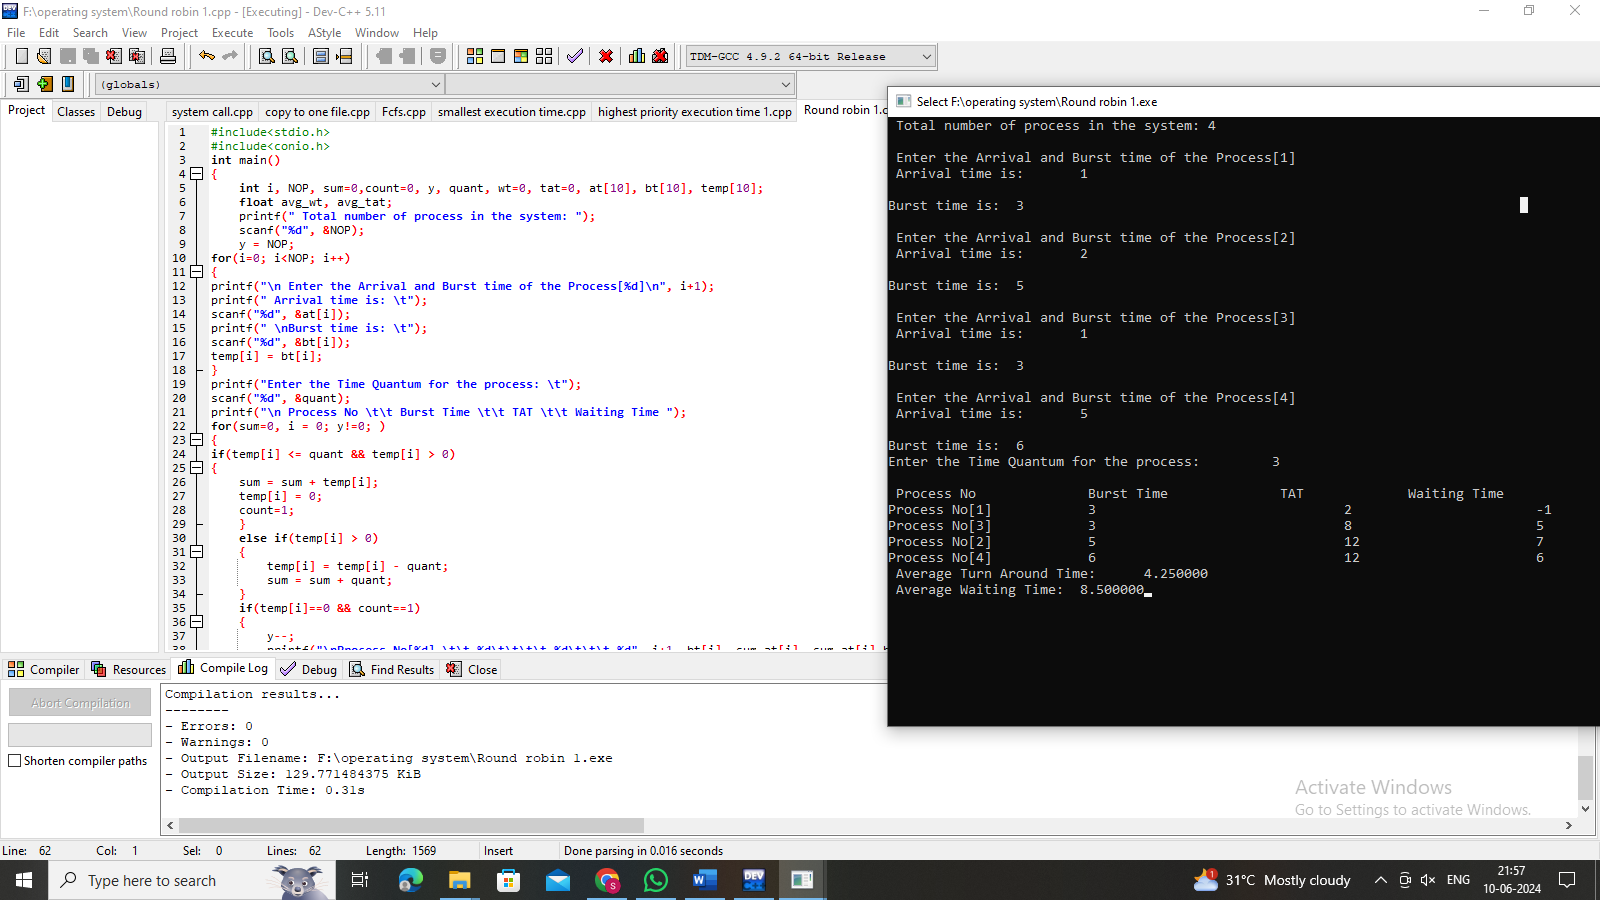 F:\operating system\Round robin 1.cpp - [Executing] - Dev-C++ 5.11
File Edit Search View Project Execute Tools AStyle Window Help
TDM-GCC 4.9.2 64-bit Release
(globals)
Project Classes Debug
system call.cpp copy to one file.cpp Fcfs.cpp smallest execution time.cpp highest priority execution time 1.cpp Round robin 1.c
1 #include<stdio.h>
2 #include<conio.h>
3 int main()
4 {
5 int i, NOP, sum=0,count=0, y, quant, wt=0, tat=0, at[10], bt[10], temp[10];
6 float avg_wt, avg_tat;
7 printf(" Total number of process in the system: ");
8 scanf("%d", &NOP);
9 y = NOP;
10 for(i=0; i<NOP; i++)
11 {
12 printf("\n Enter the Arrival and Burst time of the Process[%d]\n", i+1);
13 printf(" Arrival time is: \t");
14 scanf("%d", &at[i]);
15 printf(" \nBurst time is: \t");
16 scanf("%d", &bt[i]);
17 temp[i] = bt[i];
18 }
19 printf("Enter the Time Quantum for the process: \t");
20 scanf("%d", &quant);
21 printf("\n Process No \t\t Burst Time \t\t TAT \t\t Waiting Time ");
22 for(sum=0, i = 0; y!=0; )
23 {
24 if(temp[i] <= quant && temp[i] > 0)
25 {
26 sum = sum + temp[i];
27 temp[i] = 0;
28 count=1;
29 }
30 else if(temp[i] > 0)
31 {
32 temp[i] = temp[i] - quant;
33 sum = sum + quant;
34 }
35 if(temp[i]==0 && count==1)
36 {
37 y--;
Select F:\operating system\Round robin 1.exe
Total number of process in the system: 4
Enter the Arrival and Burst time of the Process[1]
Arrival time is: 1
Burst time is: 3
Enter the Arrival and Burst time of the Process[2]
Arrival time is: 2
Burst time is: 5
Enter the Arrival and Burst time of the Process[3]
Arrival time is: 1
Burst time is: 3
Enter the Arrival and Burst time of the Process[4]
Arrival time is: 5
Burst time is: 6
Enter the Time Quantum for the process: 3
Process No Burst Time TAT Waiting Time
Process No[1] 3 2 -1
Process No[3] 3 8 5
Process No[2] 5 12 7
Process No[4] 6 12 6
Average Turn Around Time: 4.250000
Average Waiting Time: 8.500000
Compiler Resources Compile Log Debug Find Results Close
Abort Compilation
Shorten compiler paths
Compilation results...
--------
- Errors: 0
- Warnings: 0
- Output Filename: F:\operating system\Round robin 1.exe
- Output Size: 129.771484375 KiB
- Compilation Time: 0.31s
Activate Windows
Go to Settings to activate Windows.
Line: 62 Col: 1 Sel: 0 Lines: 62 Length: 1569 Insert Done parsing in 0.016 seconds
Type here to search
31°C Mostly cloudy
ENG
21:57
10-06-2024